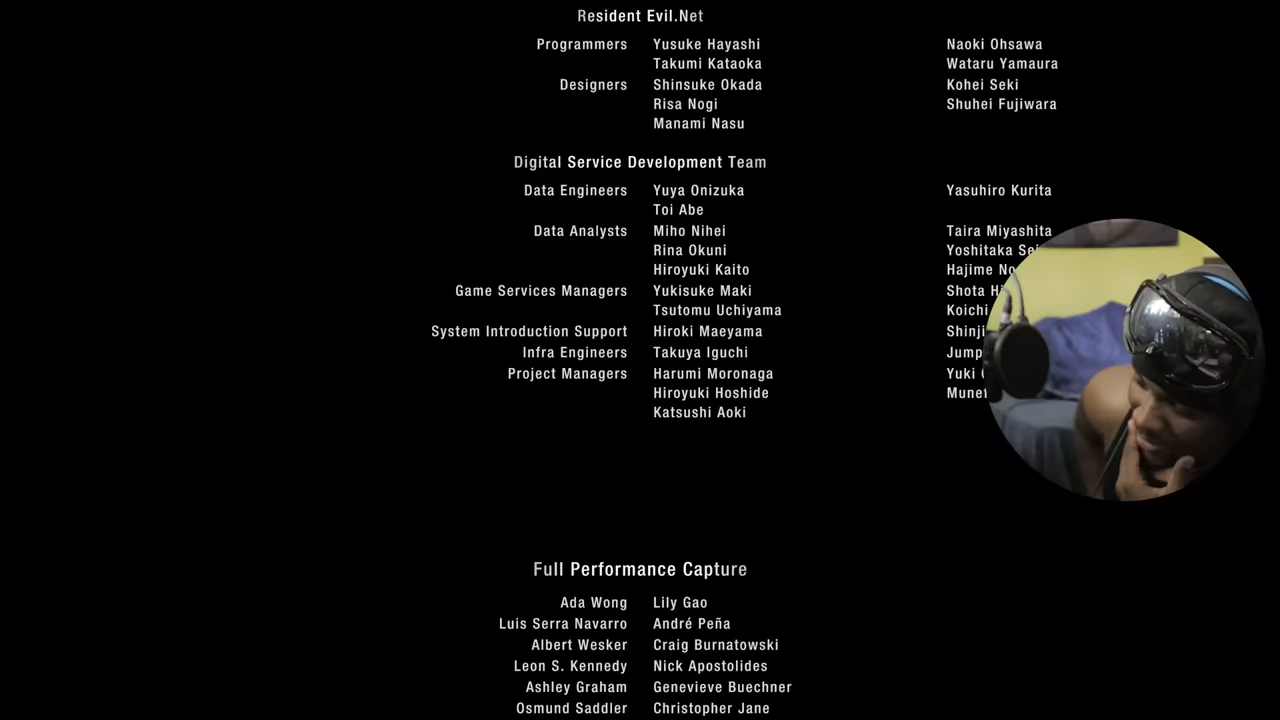 Resident Evil.Net
Programmers Yusuke Hayashi Naoki Ohsawa
Takumi Kataoka Wataru Yamaura
Designers Shinsuke Okada Kohei Seki
Risa Nogi Shuhei Fujiwara
Manami Nasu
Digital Service Development Team
Data Engineers Yuya Onizuka Yasuhiro Kurita
Toi Abe
Data Analysts Miho Nihei Taira Miyashita
Rina Okuni Yoshitaka
Hiroyuki Kaito Hajime
Game Services Managers Yukisuke Maki Shota
Tsutomu Uchiyama Koichi
System Introduction Support Hiroki Maeyama
Infra Engineers Takuya Iguchi
Project Managers Harumi Moronaga Yuki
Hiroyuki Hoshide
Katsushi Aoki
Full Performance Capture
Ada Wong Lily Gao
Luis Serra Navarro André Peña
Albert Wesker Craig Burnatowski
Leon S. Kennedy Nick Apostolides
Ashley Graham Genevieve Buechner
Osmund Saddler Christopher Jane